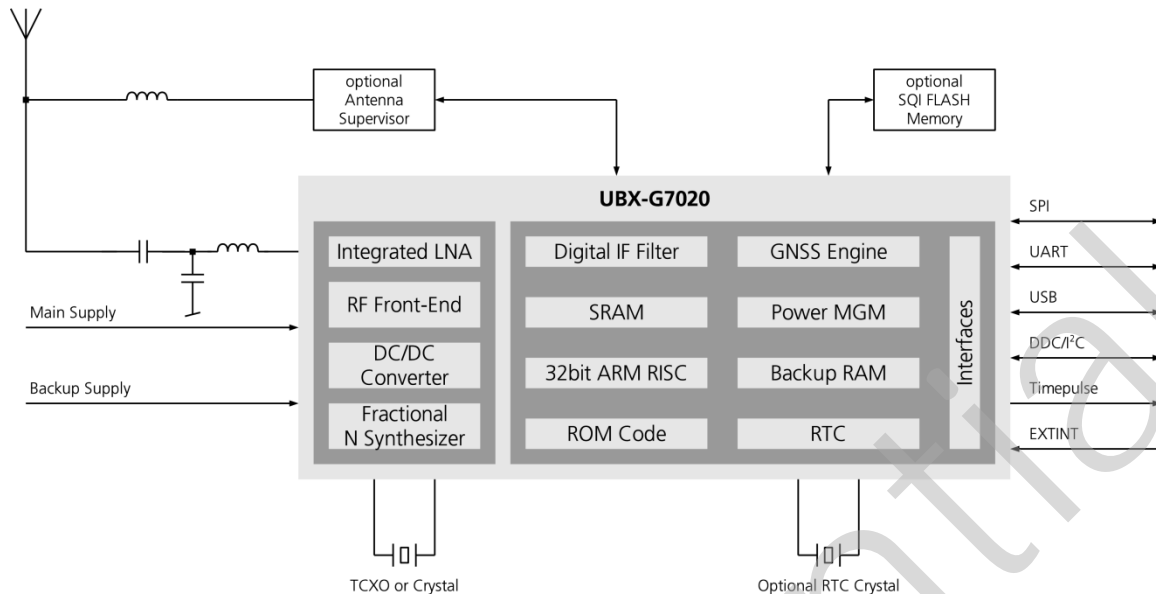 optional
Antenna
Supervisor
optional
SQI FLASH
Memory
UBX-G7020
Integrated LNA
RF Front-End
DC/DC
Converter
Fractional
N Synthesizer
Digital IF Filter
SRAM
32bit ARM RISC
ROM Code
GNSS Engine
Power MGM
Backup RAM
RTC
Interfaces
Main Supply
Backup Supply
SPI
UART
USB
DDC/I²C
Timepulse
EXTINT
TCXO or Crystal
Optional RTC Crystal
ntial